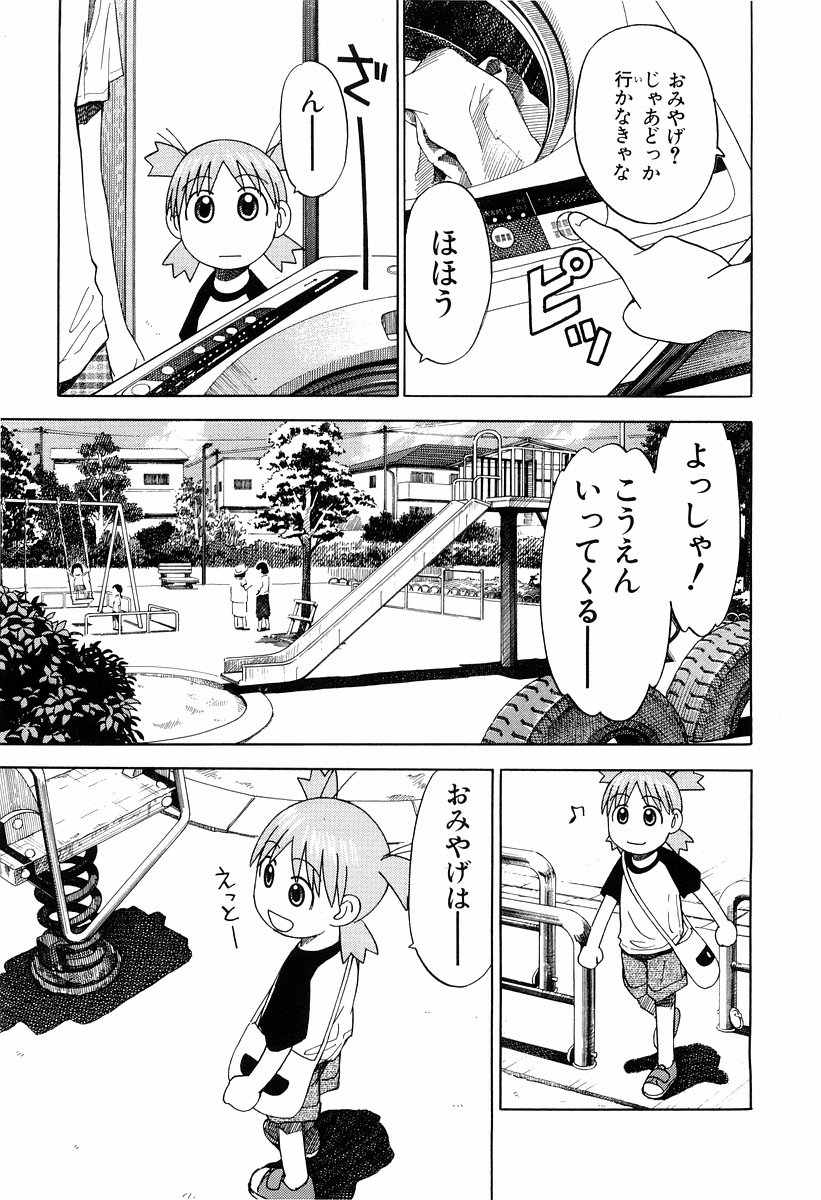 おみやげ?
じゃあどっか
行かなきゃな
い
ほほう
ピッ
ざーー
んー
よっしゃ!
こうえん
いってくるー
♪
おみやげはー
えっとー